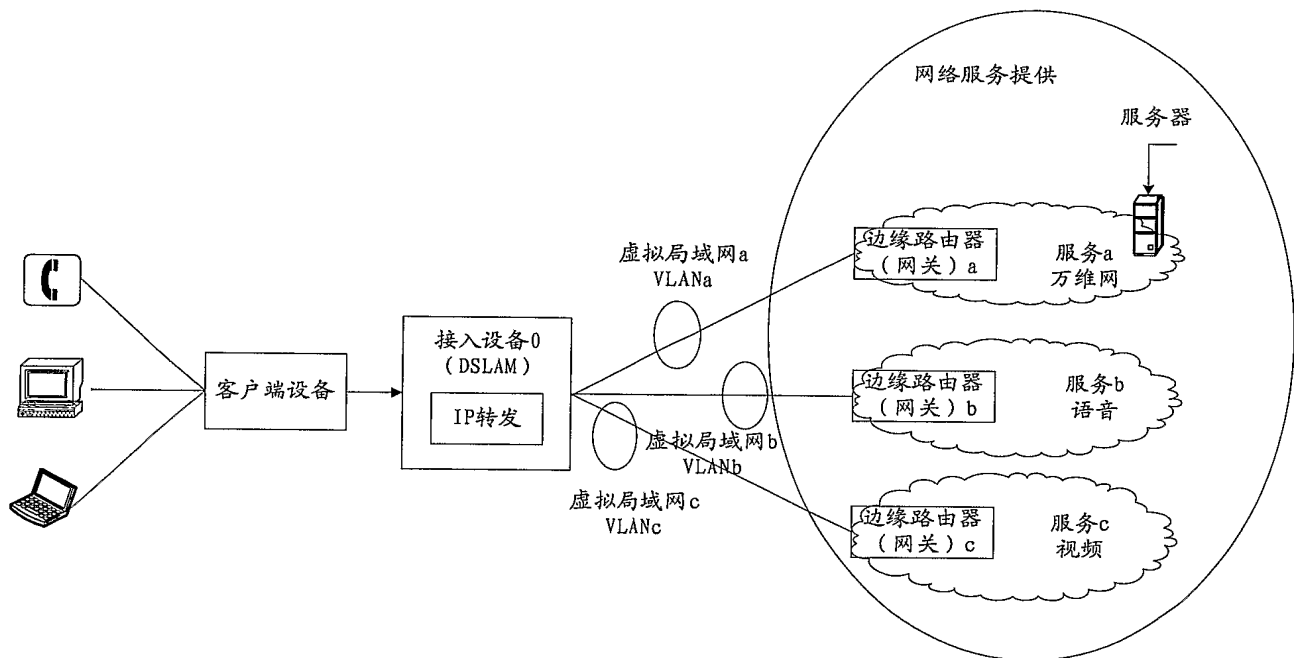 网络服务提供
服务器
虚拟局域网a
VLANa
边缘路由器
(网关)a
服务a
万维网
客户端设备
接入设备0
(DSLAM)
IP转发
边缘路由器
(网关)b
服务b
语音
虚拟局域网b
VLANb
虚拟局域网c
VLANc
边缘路由器
(网关)c
服务c
视频